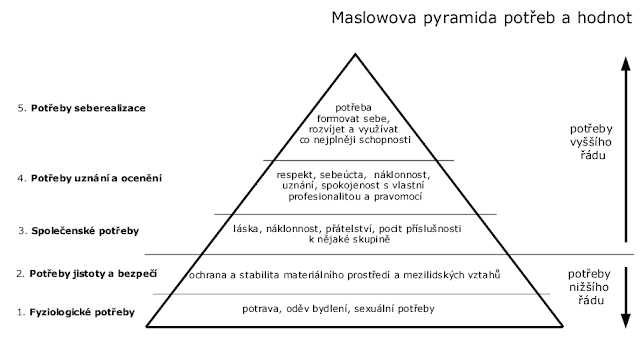 Maslowova pyramida potřeb a hodnot
5. Potřeby seberealizace
potřeba
formovat sebe,
rozvíjet a využívat
co nejplněji schopnosti
potřeby
vyššího
řádu
4. Potřeby uznání a ocenění
respekt, sebeúcta, náklonnost,
uznání, spokojenost s vlastní
profesionalitou a pravomocí
3. Společenské potřeby
láska, náklonnost, přátelství, pocit příslušnosti
k nějaké skupině
2. Potřeby jistoty a bezpečí
ochrana a stabilita materiálního prostředí a mezilidských vztahů
potřeby
nižšího
řádu
1. Fyziologické potřeby
potrava, oděv bydlení, sexuální potřeby